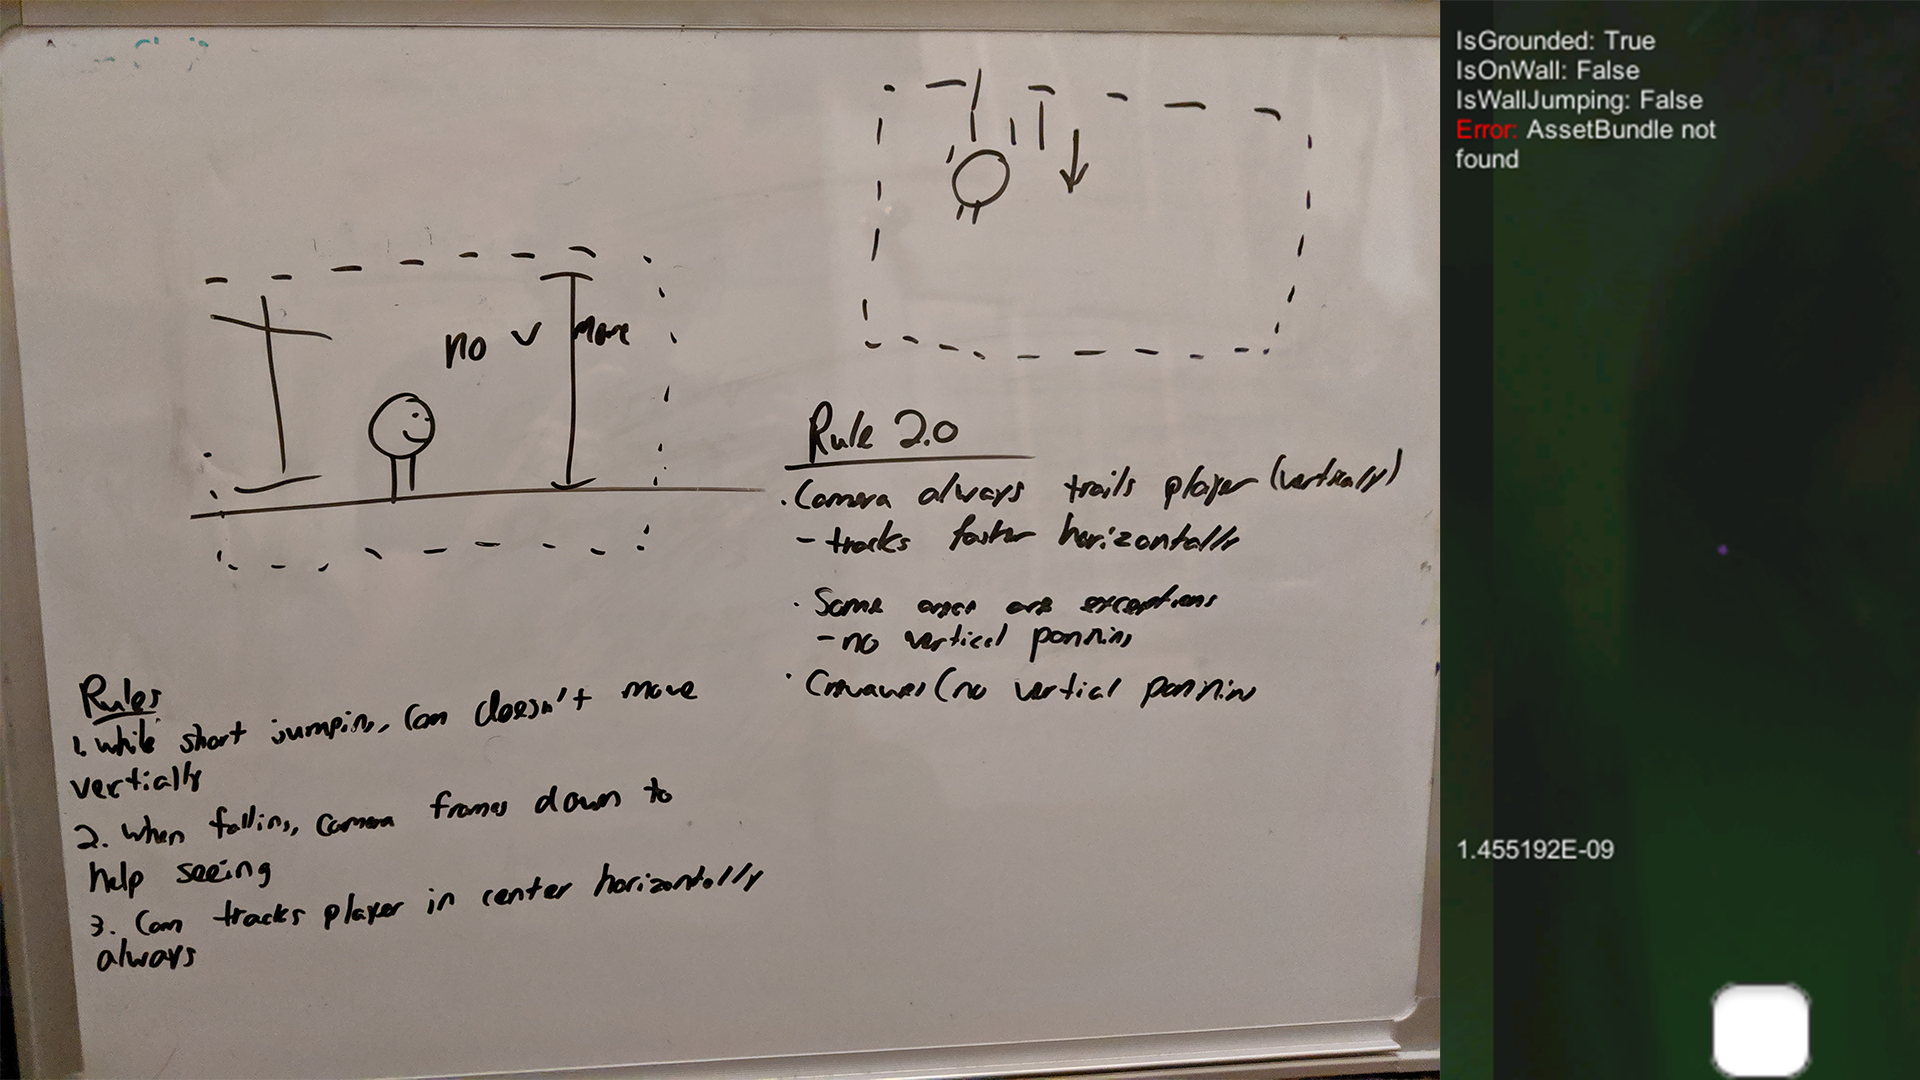 no v move
Rules
1. while short jumping, cam doesn't move
vertially
2. when falling, camera frames down to
help seeing
3. Cam tracks player in center horizontally
always
Rule 2.0
· Camera always trails player (vertically)
- tracks faster horizontally
· Some areas are exceptions
- no vertical panning
· (no vertial panning
IsGrounded: True
IsOnWall: False
IsWallJumping: False
Error: AssetBundle not
found
1.455192E-09